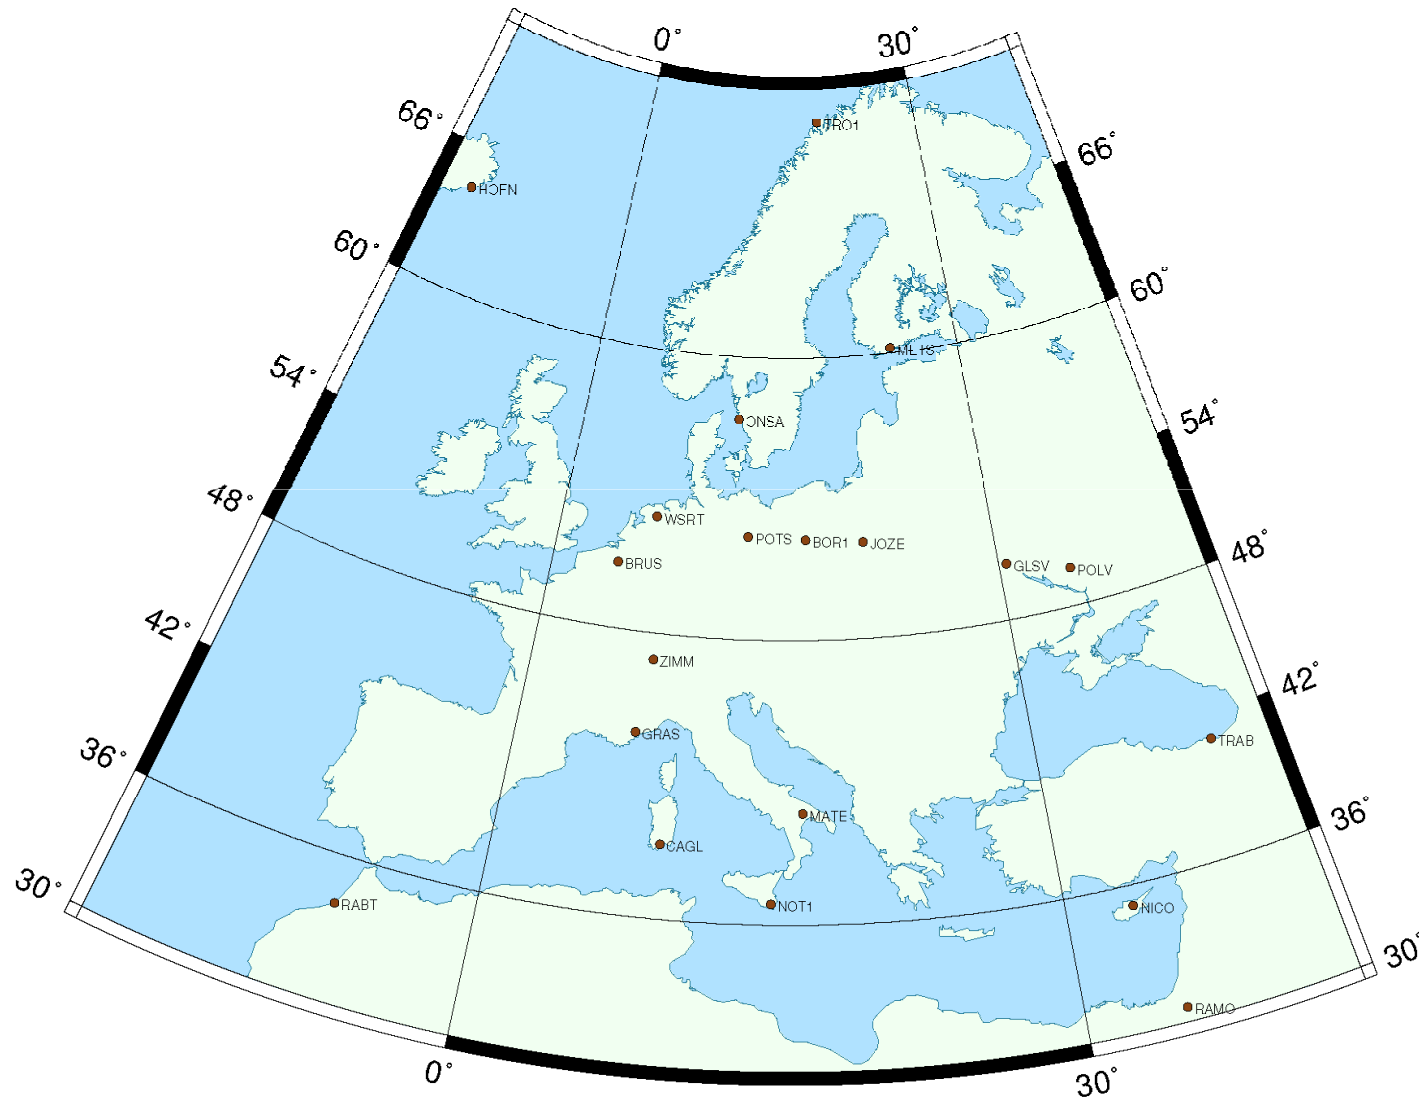 0°
30°
66°
66°
TRO1
HOFN
60°
60°
METS
54°
54°
ONSA
48°
48°
WSRT
POTS
BOR1
JOZE
BRUS
GLSV
POLV
42°
42°
ZIMM
GRAS
TRAB
36°
36°
MATE
CAGL
30°
30°
RABT
NOT1
NICO
RAMO
0°
30°